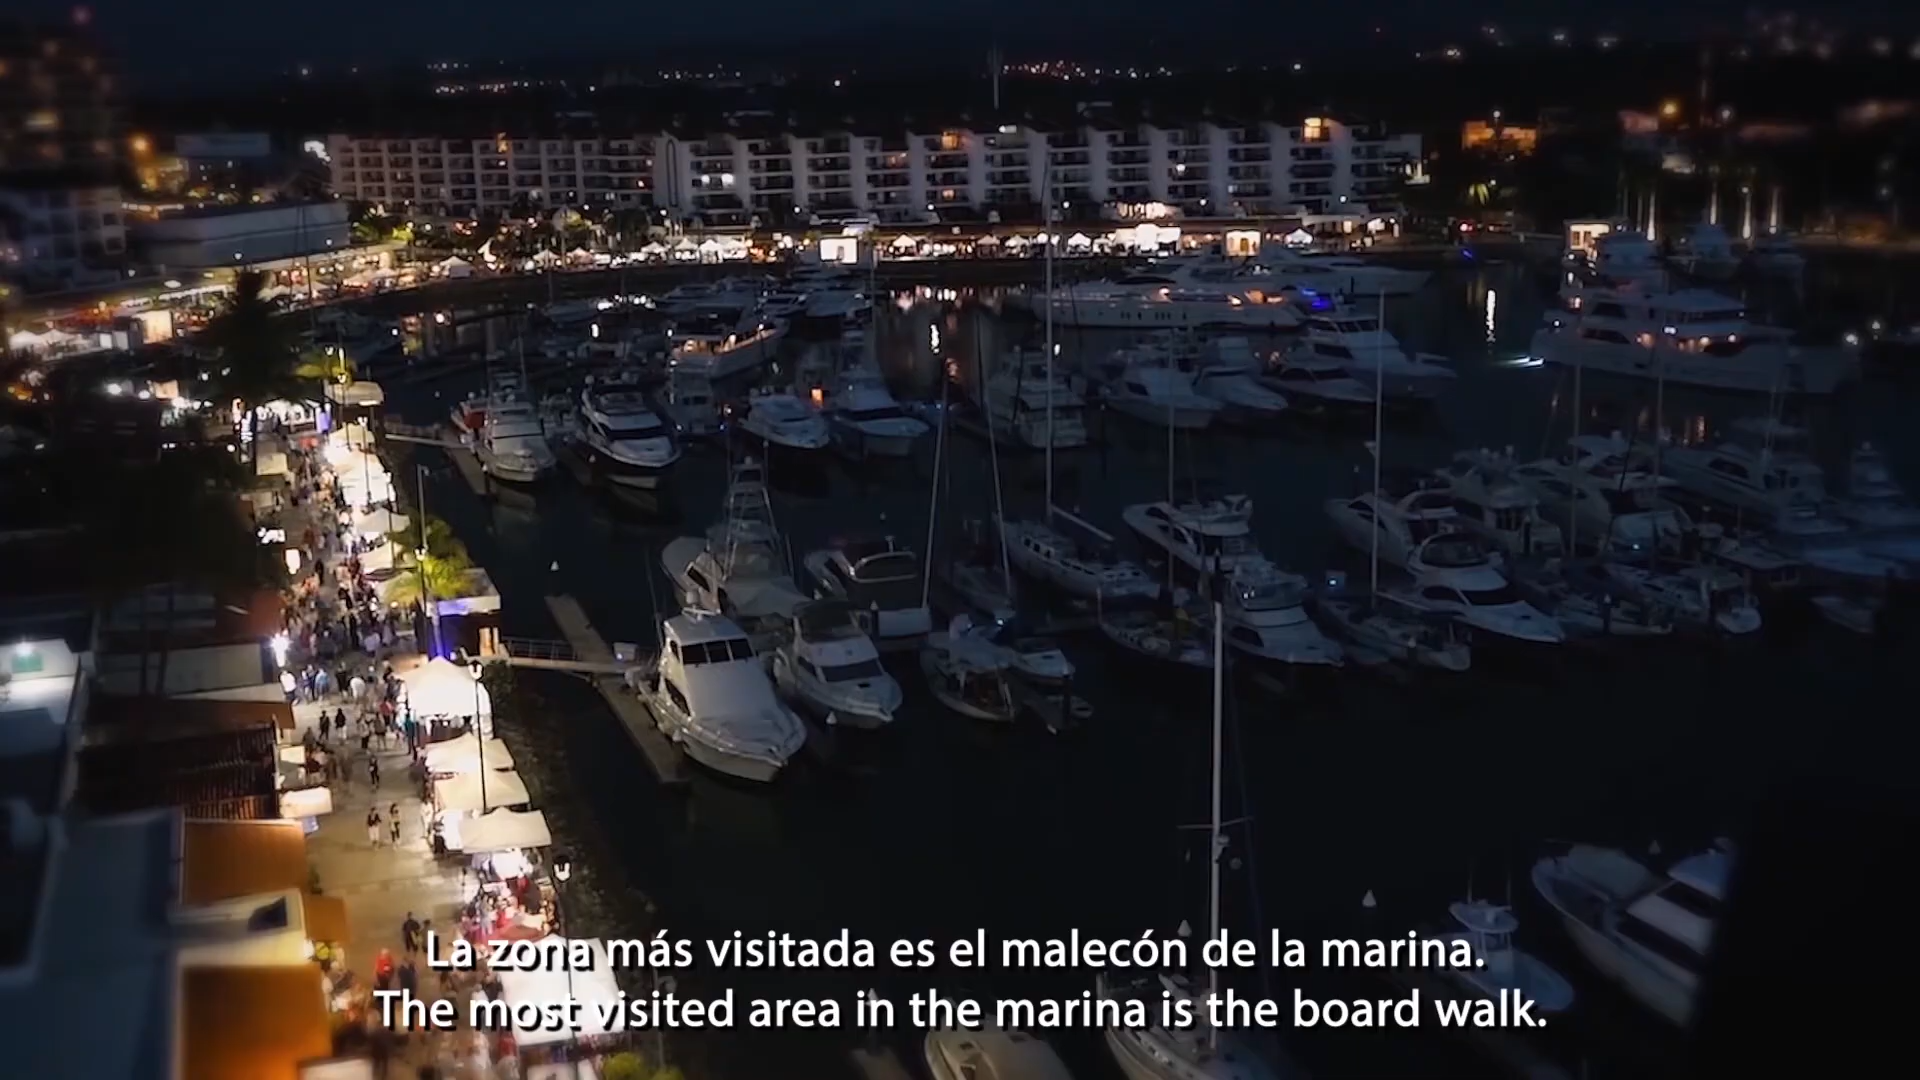 La zona más visitada es el malecón de la marina.
The most visited area in the marina is the board walk.